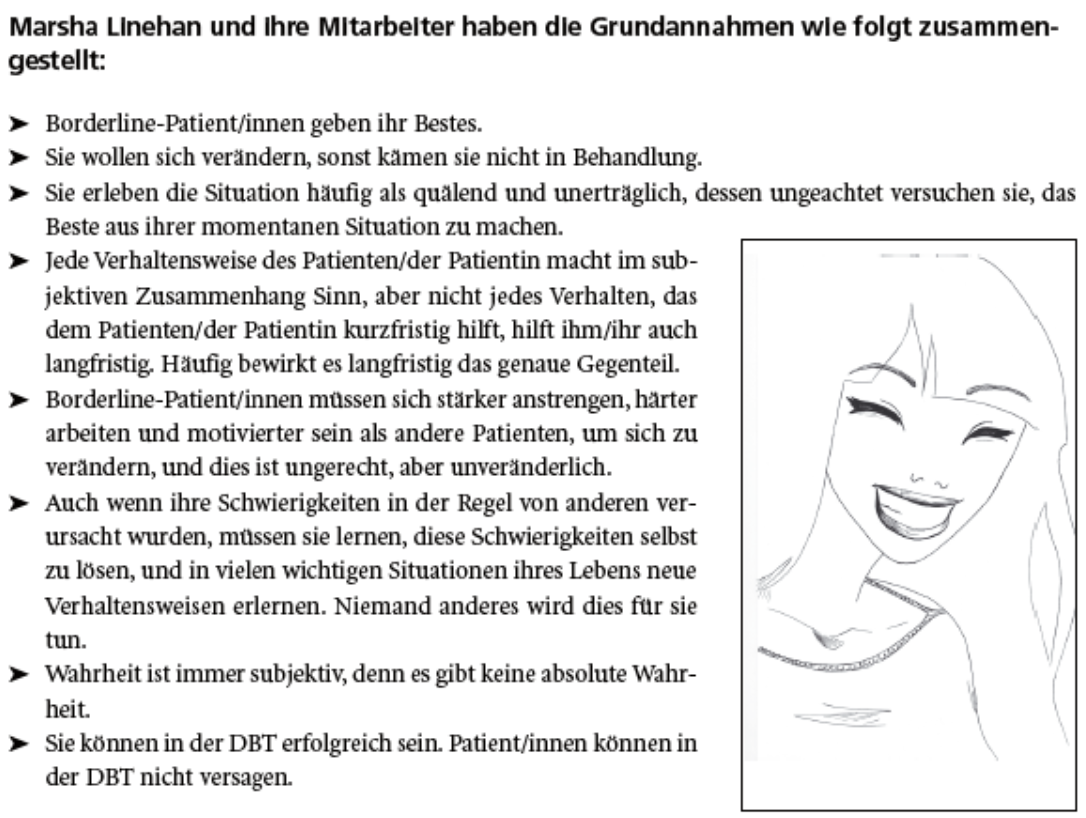 Marsha Linehan und ihre Mitarbeiter haben die Grundannahmen wie folgt zusammen-
gestellt:
➤ Borderline-Patient/innen geben ihr Bestes.
➤ Sie wollen sich verändern, sonst kämen sie nicht in Behandlung.
➤ Sie erleben die Situation häufig als quälend und unerträglich, dessen ungeachtet versuchen sie, das
Beste aus ihrer momentanen Situation zu machen.
➤ Jede Verhaltensweise des Patienten/der Patientin macht im sub-
jektiven Zusammenhang Sinn, aber nicht jedes Verhalten, das
dem Patienten/der Patientin kurzfristig hilft, hilft ihm/ihr auch
langfristig. Häufig bewirkt es langfristig das genaue Gegenteil.
➤ Borderline-Patient/innen müssen sich stärker anstrengen, härter
arbeiten und motivierter sein als andere Patienten, um sich zu
verändern, und dies ist ungerecht, aber unveränderlich.
➤ Auch wenn ihre Schwierigkeiten in der Regel von anderen ver-
ursacht wurden, müssen sie lernen, diese Schwierigkeiten selbst
zu lösen, und in vielen wichtigen Situationen ihres Lebens neue
Verhaltensweisen erlernen. Niemand anderes wird dies für sie
tun.
➤ Wahrheit ist immer subjektiv, denn es gibt keine absolute Wahr-
heit.
➤ Sie können in der DBT erfolgreich sein. Patient/innen können in
der DBT nicht versagen.